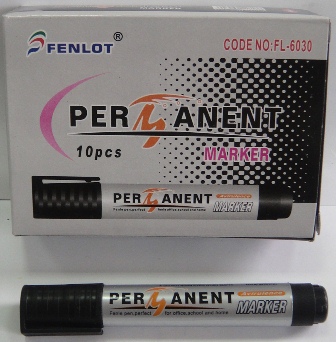 FENLOT®
CODE NO:FL-6030
PERMANENT
10pcs
MARKER
PERMANENT
MARKER
PERMANENT
Fenle pen,perfect for office,school and home
MARKER